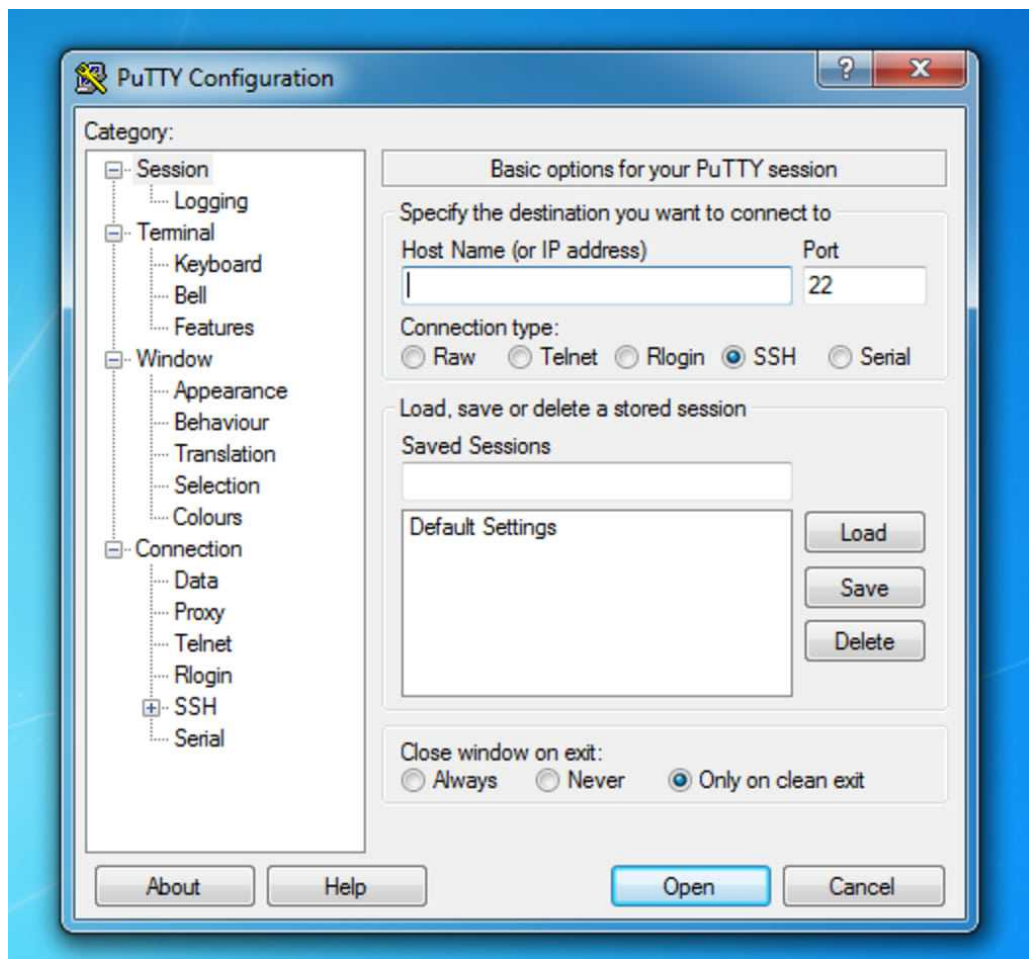 PuTTY Configuration
?
X
Category:
Session
Logging
Terminal
Keyboard
Bell
Features
Window
Appearance
Behaviour
Translation
Selection
Colours
Connection
Data
Proxy
Telnet
Rlogin
SSH
Serial
Basic options for your PuTTY session
Specify the destination you want to connect to
Host Name (or IP address) Port
22
Connection type:
Raw Telnet Rlogin SSH Serial
Load, save or delete a stored session
Saved Sessions
Default Settings
Load
Save
Delete
Close window on exit:
Always Never Only on clean exit
About Help Open Cancel